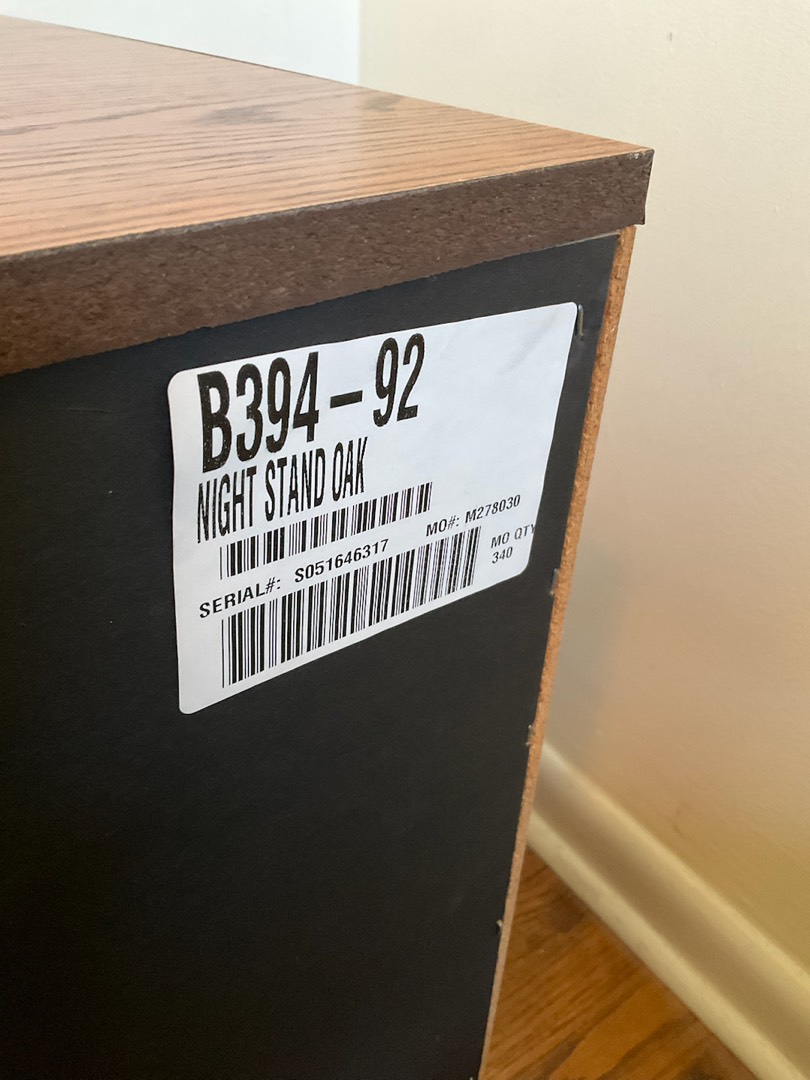 B394-92
NIGHT STAND OAK
MO#: M278030
SERIAL#: S051646317
MO QTY
340